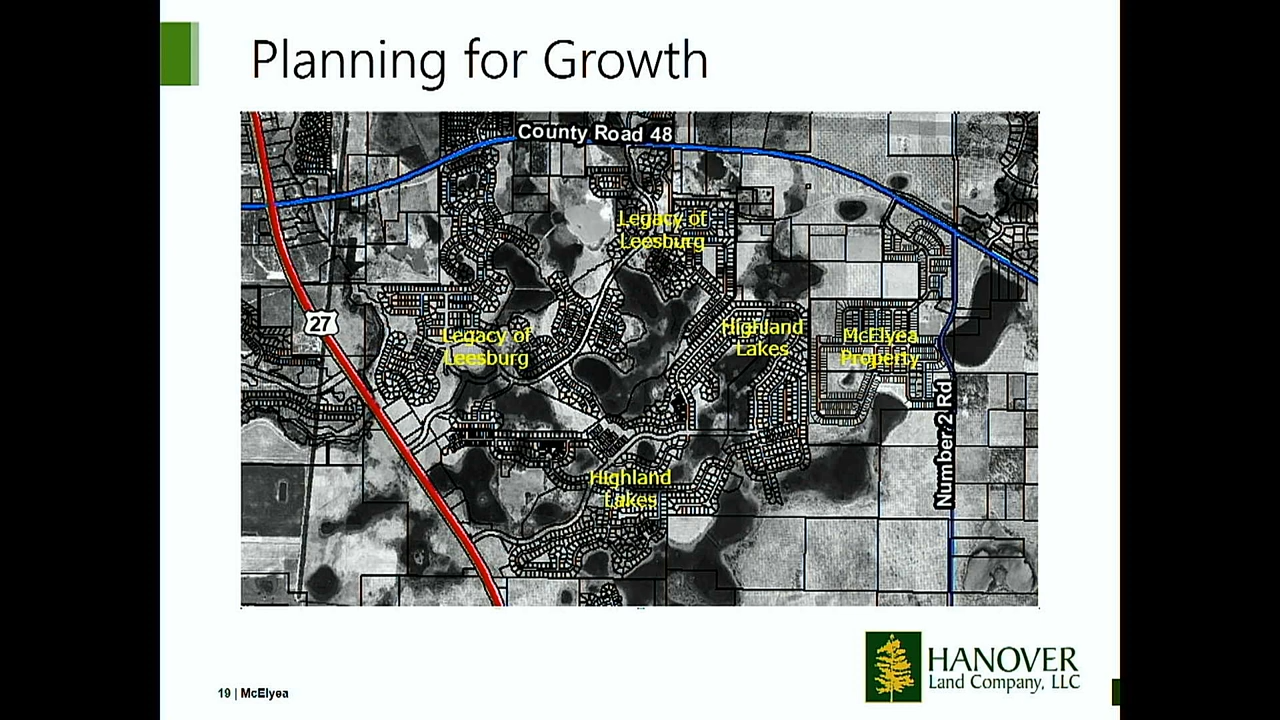 Planning for Growth
County Road 48
Legacy of
Leesburg
27
Legacy of
Leesburg
Highland
Lakes
McElyea
Property
Number 2 Rd
Highland
Lakes
HANOVER
Land Company, LLC
19 | McElyea